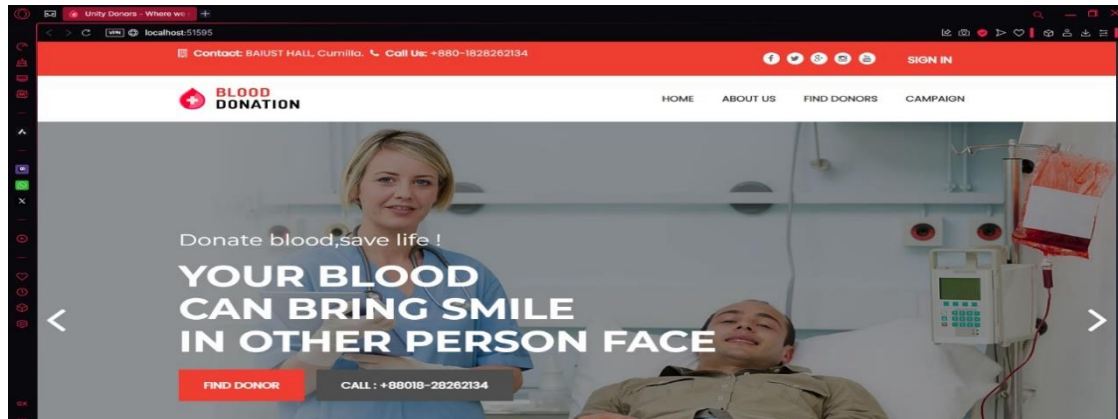 Unity Donors - Where we
VPN localhost:51595
Contact: BAIUST HALL, Cumilla. Call Us: +880-1828262134
SIGN IN
BLOOD
DONATION
HOME ABOUT US FIND DONORS CAMPAIGN
Donate blood,save life !
YOUR BLOOD
CAN BRING SMILE
IN OTHER PERSON FACE
FIND DONOR CALL : +88018-28262134
GX